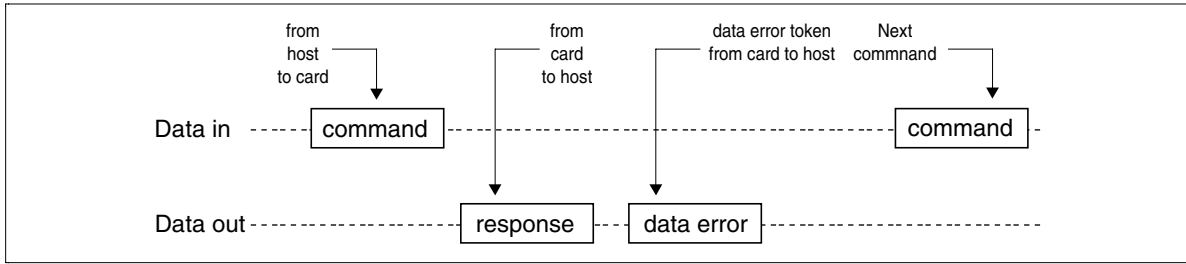 from
host
to card
from
card
to host
data error token
from card to host
Next
commnand
Data in
command
command
Data out
response
data error